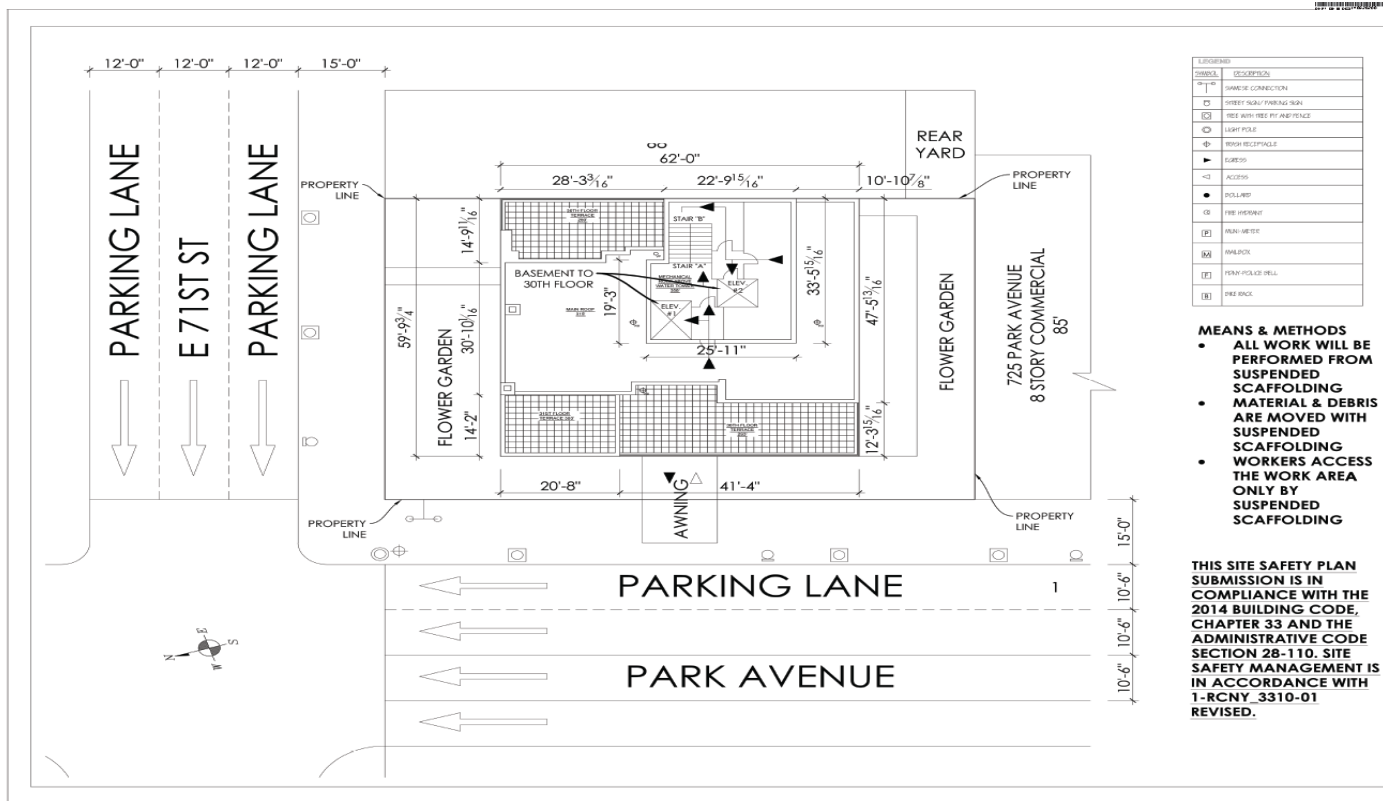 12'-0"
12'-0"
12'-0"
15'-0"
PARKING LANE
E 71ST ST
PARKING LANE
PROPERTY
LINE
62'-0"
28'-3 3/16"
22'-9 15/16"
10'-10 7/8"
REAR
YARD
PROPERTY
LINE
14'-9 11/16"
59'-9 3/4"
30'-10 1/16"
14'-2"
FLOWER GARDEN
STAIR "B"
STAIR "A"
BASEMENT TO
30TH FLOOR
MAIN ROOF
19'-3"
ELEV.
#1
ELEV.
#2
25'-11"
33'-5 15/16"
47'-5 13/16"
12'-3 15/16"
FLOWER GARDEN
725 PARK AVENUE
8 STORY COMMERCIAL
85'
20'-8"
41'-4"
AWNING
PROPERTY
LINE
PROPERTY
LINE
15'-0"
10'-6"
10'-6"
10'-6"
PARKING LANE
1
PARK AVENUE
N
E
S
W
LEGEND
SYMBOL
DESCRIPTION
SIAMESE CONNECTION
STREET SIGN/ PARKING SIGN
TREE WITH TREE PIT AND FENCE
LIGHT POLE
TRASH RECEPTACLE
EGRESS
ACCESS
BOLLARD
FIRE HYDRANT
P
MUNI-METER
M
MAILBOX
B
BIKE RACK
MEANS & METHODS
• ALL WORK WILL BE
PERFORMED FROM
SUSPENDED
SCAFFOLDING
• MATERIAL & DEBRIS
ARE MOVED WITH
SUSPENDED
SCAFFOLDING
• WORKERS ACCESS
THE WORK AREA
ONLY BY
SUSPENDED
SCAFFOLDING
THIS SITE SAFETY PLAN
SUBMISSION IS IN
COMPLIANCE WITH THE
2014 BUILDING CODE,
CHAPTER 33 AND THE
ADMINISTRATIVE CODE
SECTION 28-110. SITE
SAFETY MANAGEMENT IS
IN ACCORDANCE WITH
1-RCNY_3310-01
REVISED.